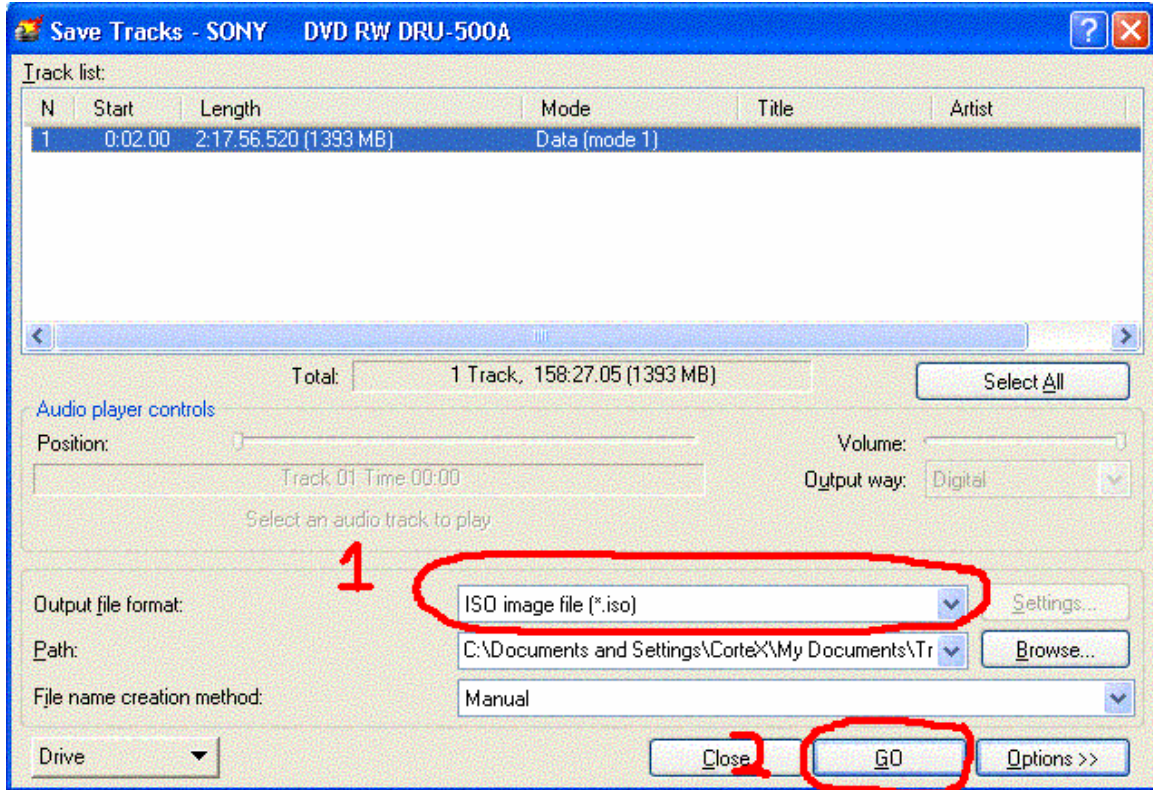 Save Tracks - SONY DVD RW DRU-500A
Track list:
N Start Length Mode Title Artist
1 0:02.00 2:17.56.520 (1393 MB) Data (mode 1)
Total: 1 Track, 158:27.05 (1393 MB) Select All
Audio player controls
Position: Volume:
Track 01 Time 00:00 Output way: Digital
Select an audio track to play
1
Output file format: ISO image file (*.iso) Settings...
Path: C:\Documents and Settings\CorteX\My Documents\Tr Browse...
File name creation method: Manual
Drive Close 2 GO Options >>